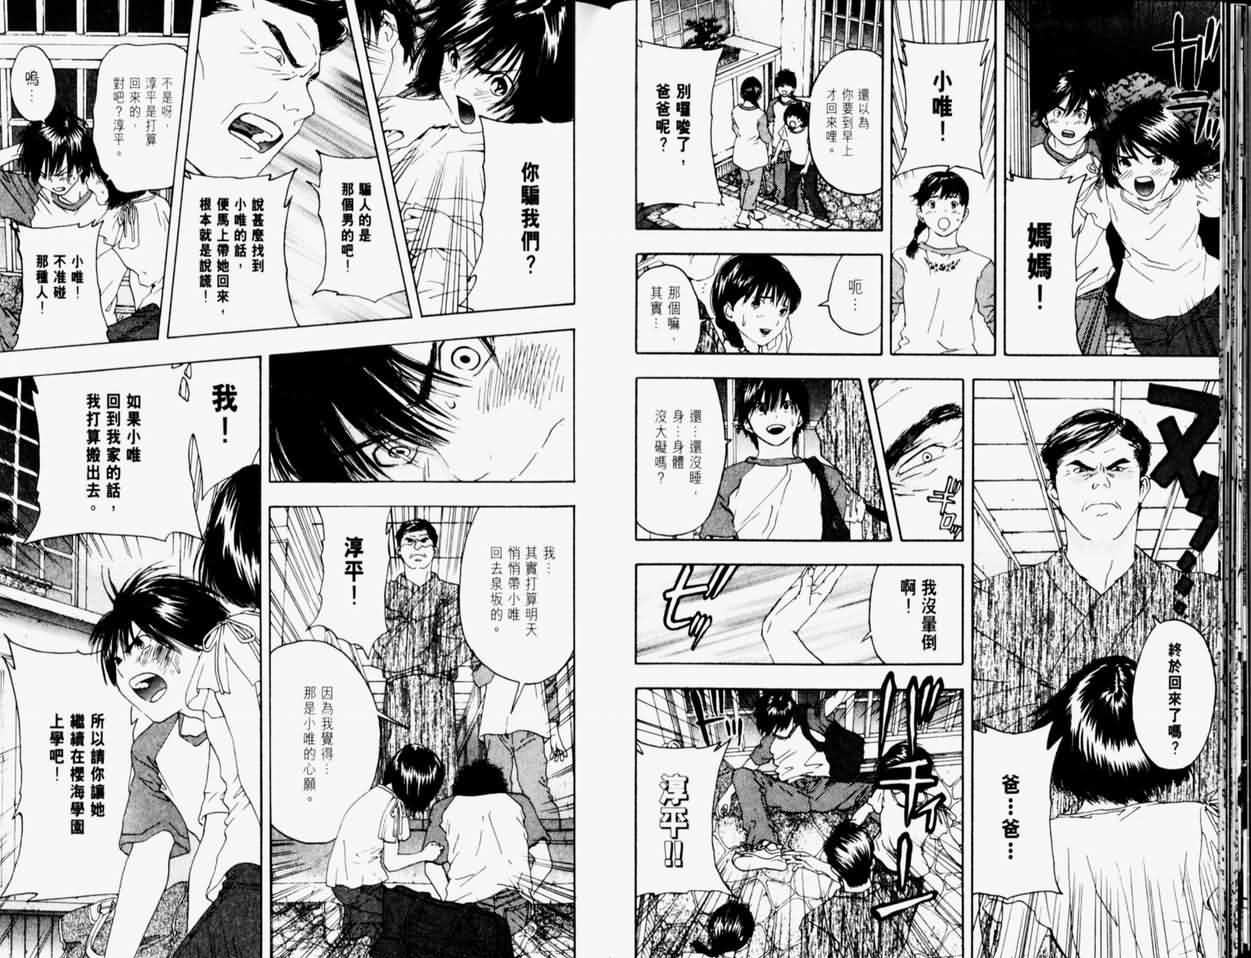 媽媽！
小唯！
還以為
你要到早上
才回來哩。
別囉唆了，
爸爸呢？
呃…
那個嘛，
其實…
終於回來了嗎？
爸…爸…
還…還沒睡，
身…身體
沒大礙嗎？
我沒暈倒
啊！
淳平!!
你騙我們？
騙人的是
那個男的吧！
說甚麼找到
小唯的話，
便馬上帶她回來，
根本就是說謊！
不是呀，
淳平是打算
回來的，
對吧？淳平。
嗚…
小唯！
不准碰
那種人！
我…
其實打算明天
悄悄帶小唯
回去泉坂的。
淳平！
因為我覺得…
那是小唯的心願。
我！
如果小唯
回到我家的話，
我打算搬出去。
所以請你讓她
繼續在櫻海學園
上學吧！